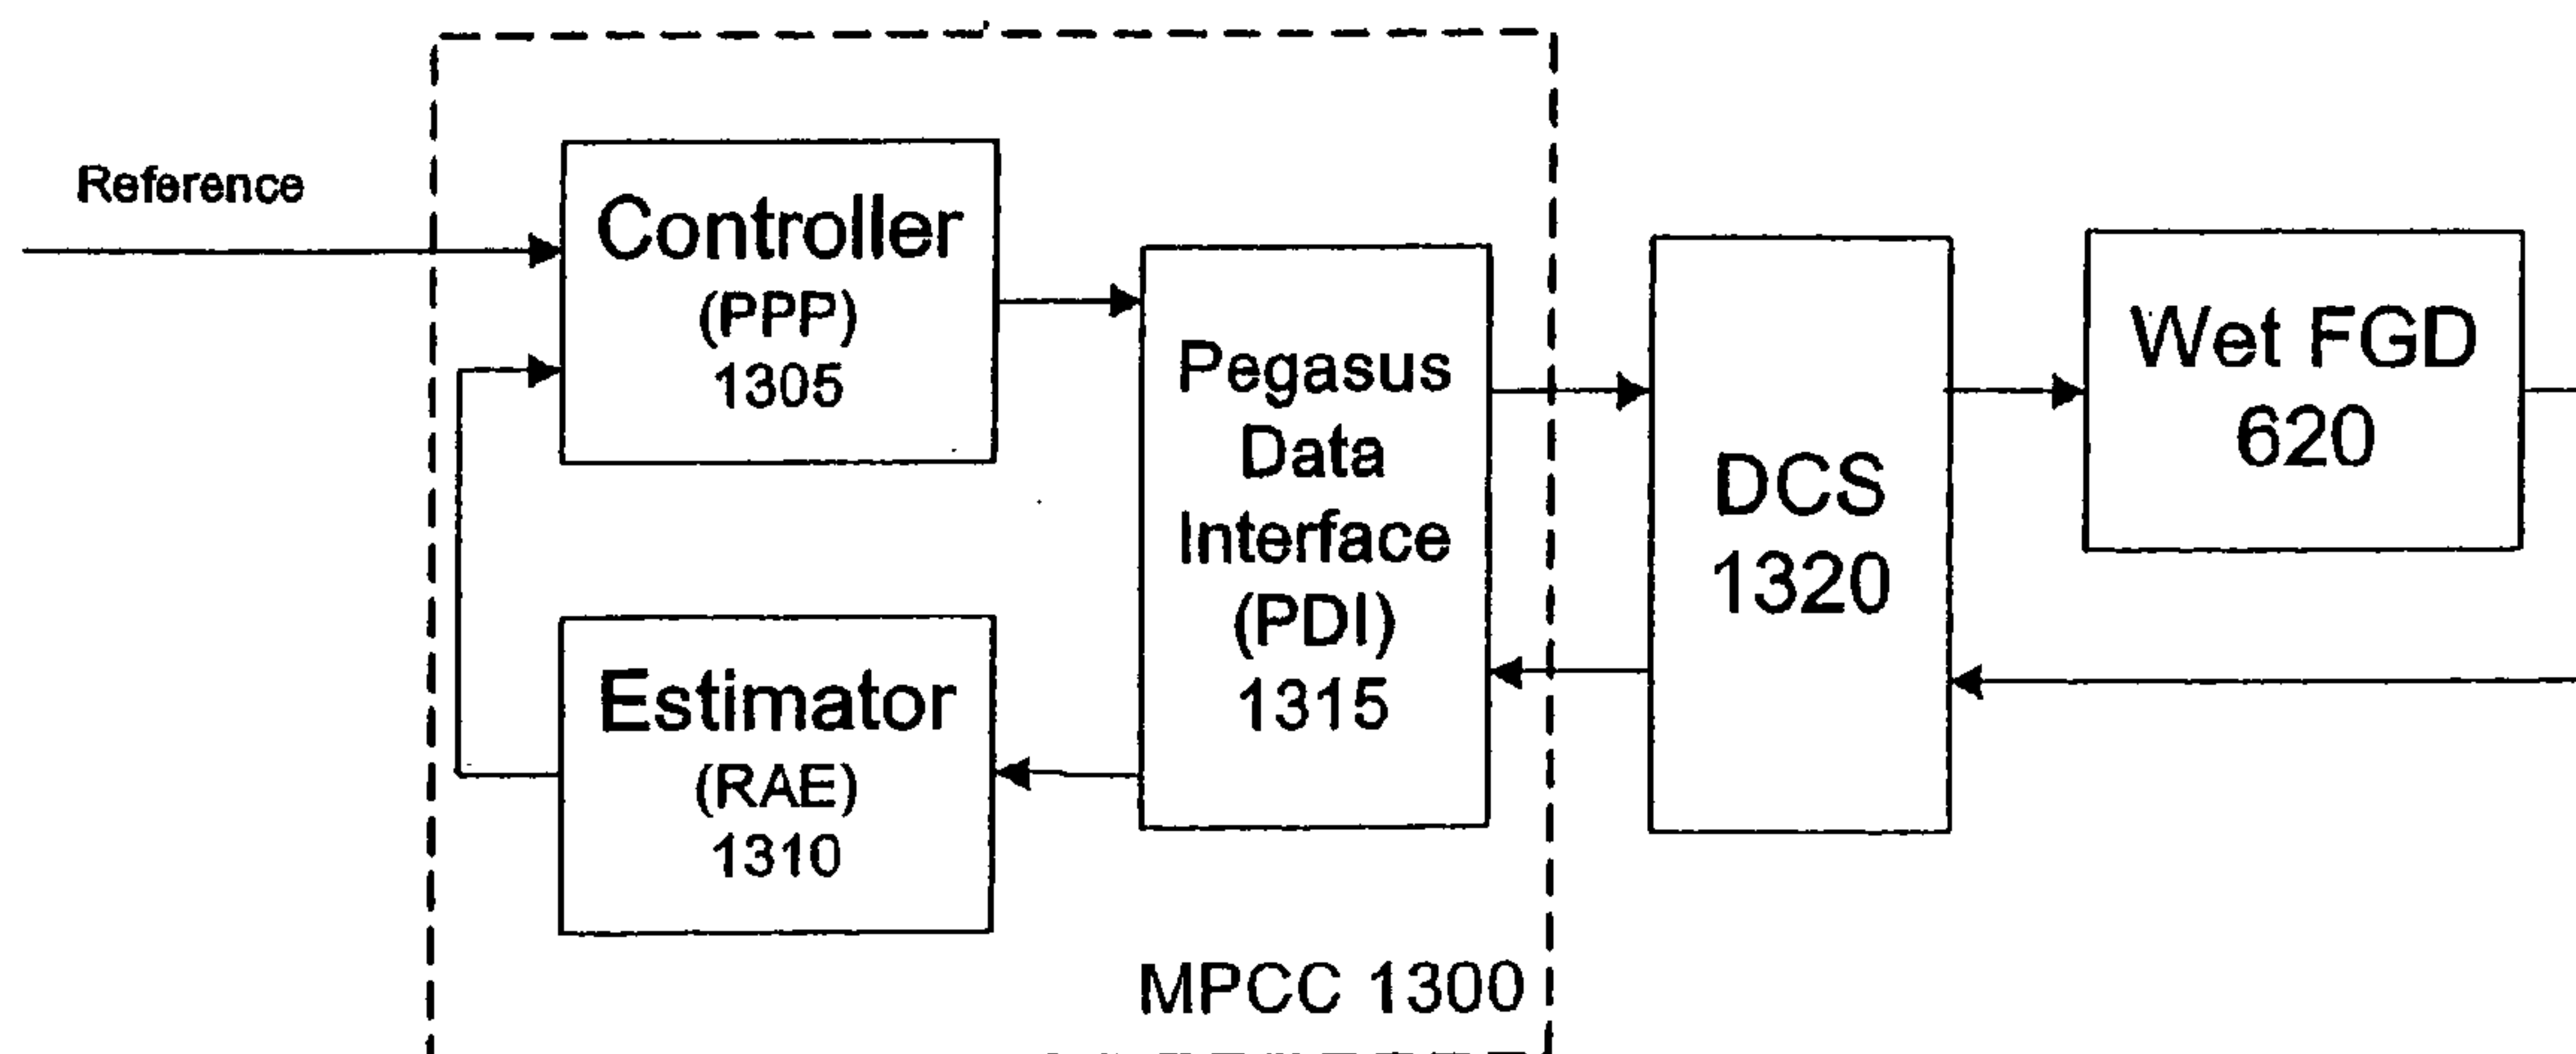 Reference
Controller
(PPP)
1305
Pegasus
Data
Interface
(PDI)
1315
DCS
1320
Wet FGD
620
Estimator
(RAE)
1310
MPCC 1300